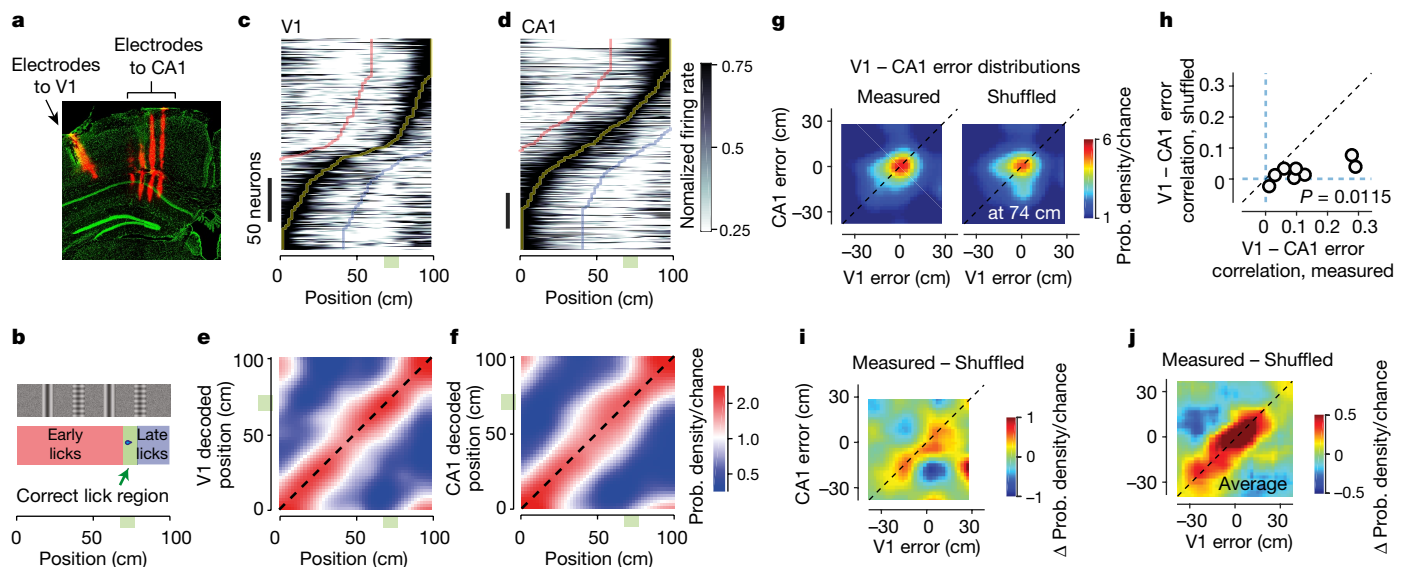 a
Electrodes
to CA1
Electrodes
to V1
b
Early
licks
Late
licks
Correct lick region
0
50
100
Position (cm)
c
V1
50 neurons
0
50
100
Position (cm)
d
CA1
0.75
0.25
Nomalized firing rate
0
50
100
Position (cm)
e
100
50
0
V1 decoded
position (cm)
0
50
100
Position (cm)
f
100
50
0
CA1 decoded
position (cm)
0
50
100
Position (cm)
2.0
1.0
0.5
Prob. density/chance
g
V1 – CA1 error distributions
Measured
Shuffled
30
0
–30
CA1 error (cm)
at 74 cm
–30
0
30
V1 error (cm)
–30
0
30
V1 error (cm)
6
1
Prob. density/chance
h
V1 – CA1 error
correlation, shuffled
0.3
0.2
0.1
0
P = 0.0115
0
0.1
0.2
0.3
V1 – CA1 error
correlation, measured
i
Measured – Shuffled
30
0
–30
CA1 error (cm)
–30
0
30
V1 error (cm)
1
0
–1
Δ Prob. density/chance
j
Measured – Shuffled
30
0
–30
Average
–30
0
30
V1 error (cm)
0.5
0
–0.5
Δ Prob. density/chance